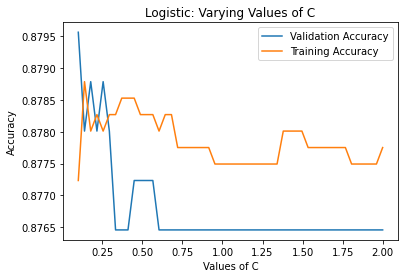 Logistic: Varying Values of C
Validation Accuracy
Training Accuracy
0.8795
0.8790
0.8785
0.8780
0.8775
0.8770
0.8765
Accuracy
0.25 0.50 0.75 1.00 1.25 1.50 1.75 2.00
Values of C